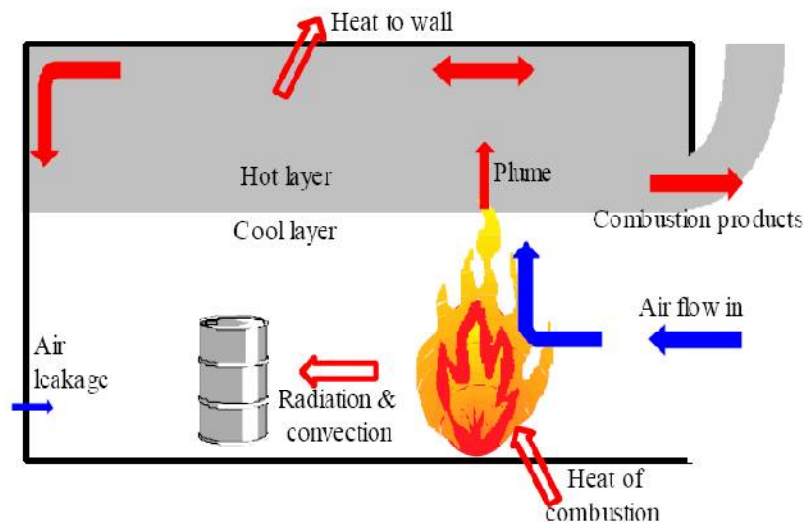 Heat to wall
Hot layer
Plume
Cool layer
Combustion products
Air flow in
Air
leakage
Radiation &
convection
Heat of
combustion